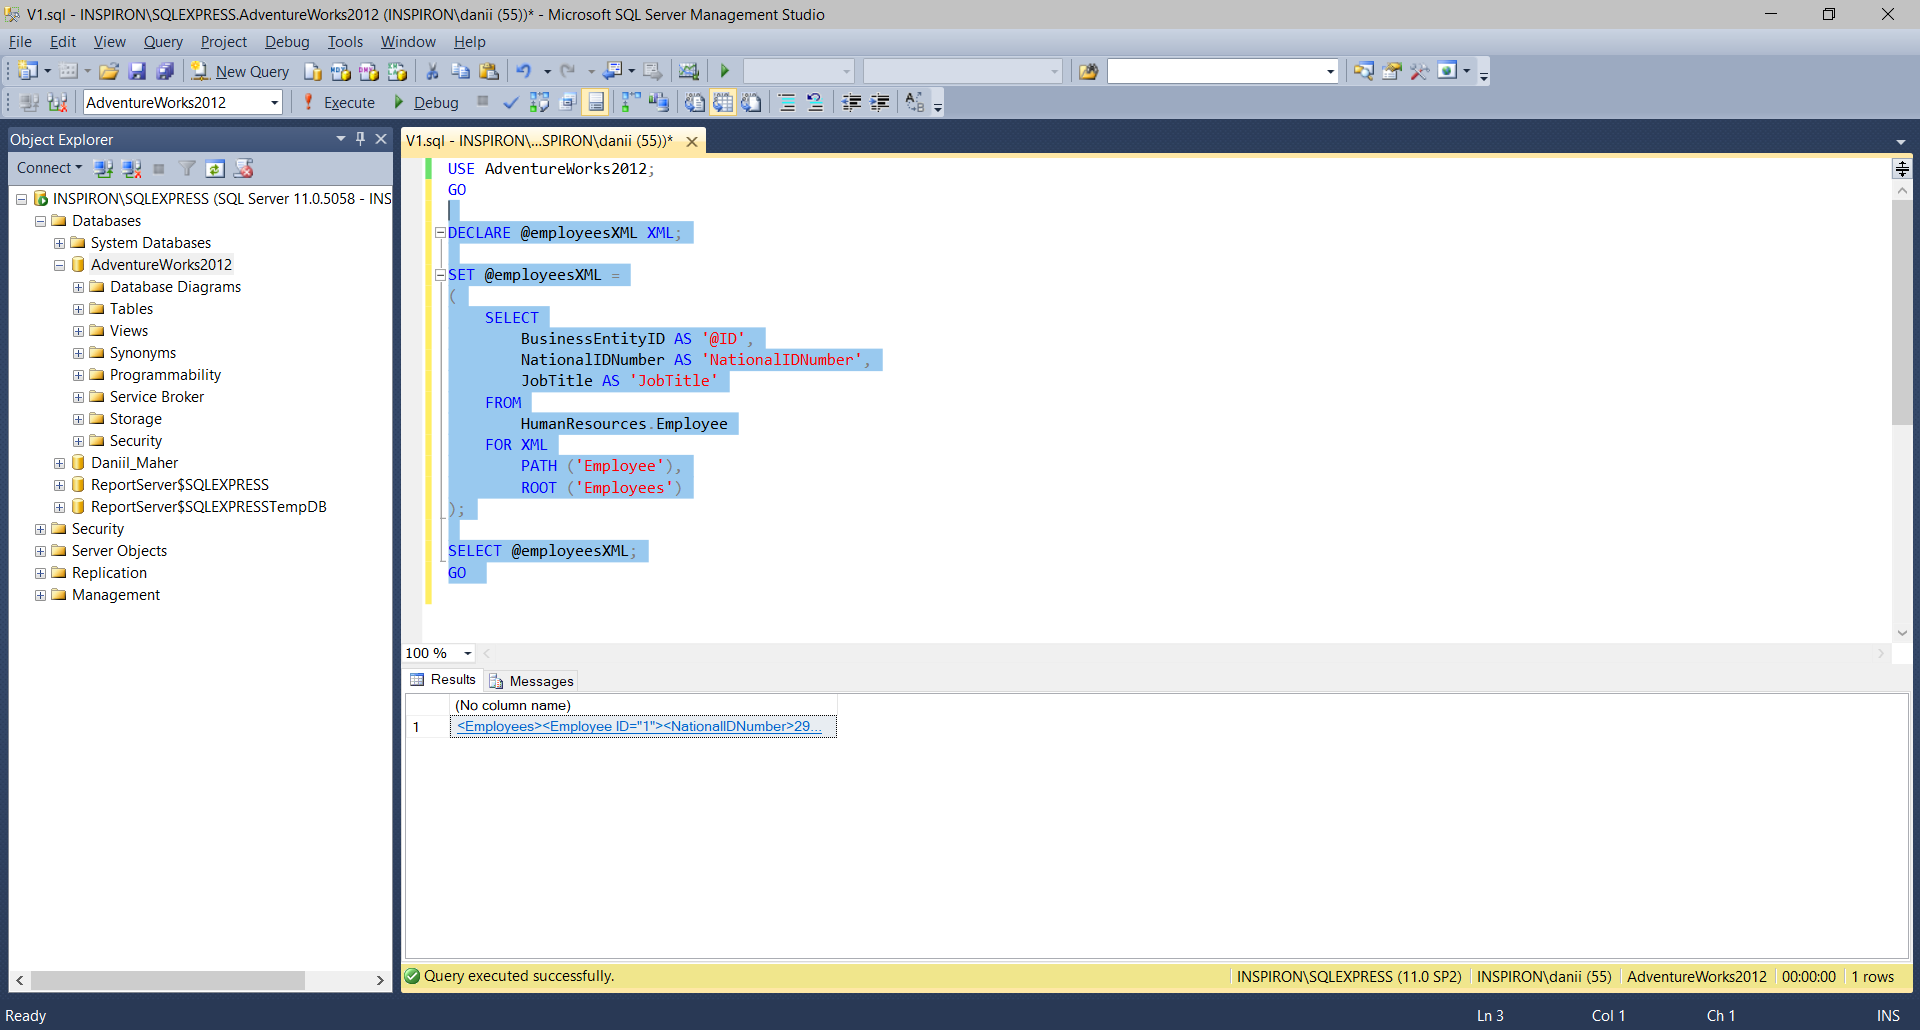 V1.sql - INSPIRON\SQLEXPRESS.AdventureWorks2012 (INSPIRON\danii (55))* - Microsoft SQL Server Management Studio
File Edit View Query Project Debug Tools Window Help
New Query
AdventureWorks2012 Execute Debug
Object Explorer
Connect
INSPIRON\SQLEXPRESS (SQL Server 11.0.5058 - INS
Databases
System Databases
AdventureWorks2012
Database Diagrams
Tables
Views
Synonyms
Programmability
Service Broker
Storage
Security
Daniil_Maher
ReportServer$SQLEXPRESS
ReportServer$SQLEXPRESSTempDB
Security
Server Objects
Replication
Management
V1.sql - INSPIRON\...SPIRON\danii (55))*
USE AdventureWorks2012;
GO
DECLARE @employeesXML XML;
SET @employeesXML =
(
SELECT
BusinessEntityID AS '@ID',
NationalIDNumber AS 'NationalIDNumber',
JobTitle AS 'JobTitle'
FROM
HumanResources.Employee
FOR XML
PATH ('Employee'),
ROOT ('Employees')
);
SELECT @employeesXML;
GO
100 %
Results Messages
(No column name)
1 <Employees><Employee ID="1"><NationalIDNumber>29...
Query executed successfully. INSPIRON\SQLEXPRESS (11.0 SP2) INSPIRON\danii (55) AdventureWorks2012 00:00:00 1 rows
Ready Ln 3 Col 1 Ch 1 INS